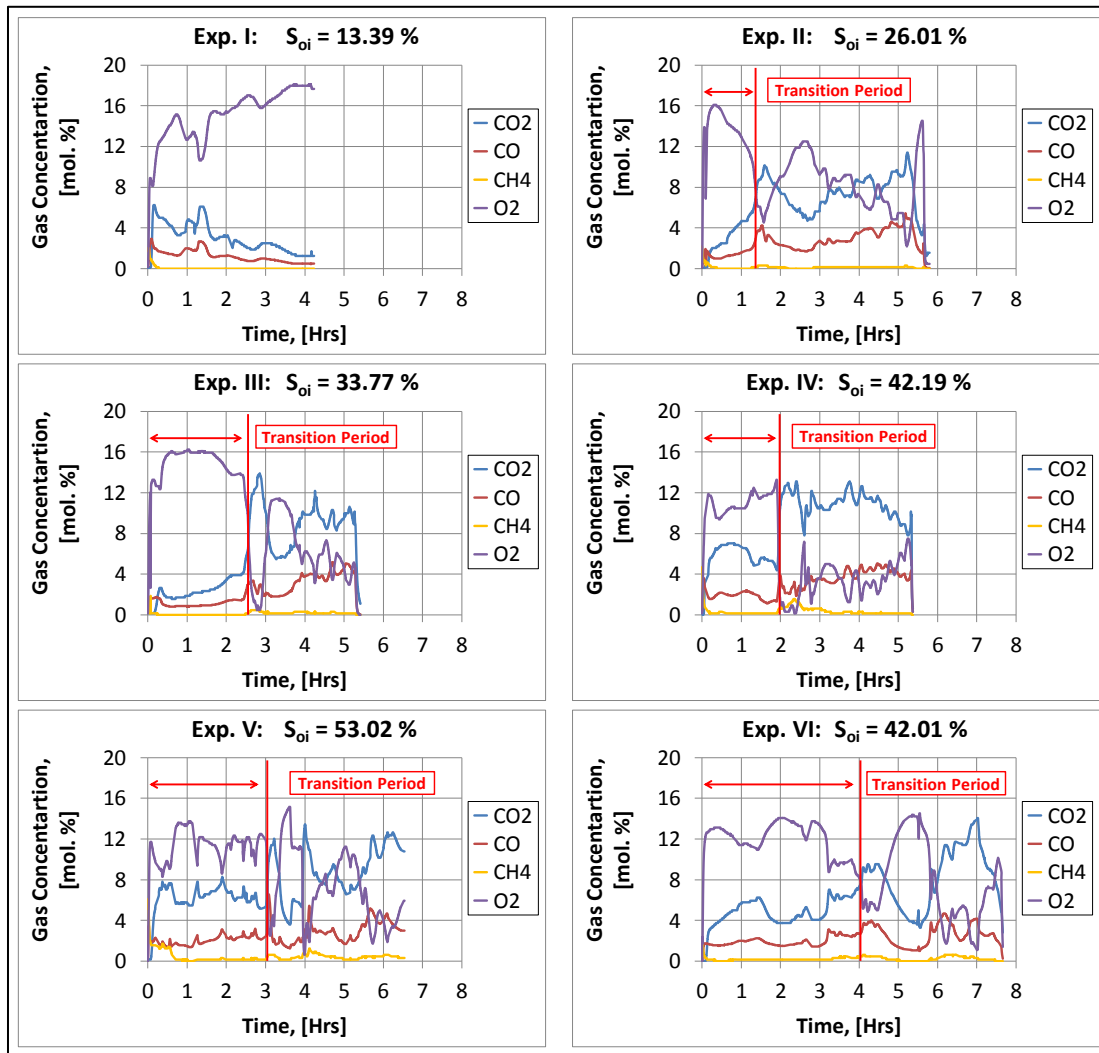 Exp. I: Soi = 13.39 %
Gas Concentartion,
[mol. %]
20
16
12
8
4
0
0 1 2 3 4 5 6 7 8
Time, [Hrs]
CO2
CO
CH4
O2
Exp. II: Soi = 26.01 %
Gas Concentartion,
[mol. %]
20
16
12
8
4
0
Transition Period
0 1 2 3 4 5 6 7 8
Time, [Hrs]
CO2
CO
CH4
O2
Exp. III: Soi = 33.77 %
Gas Concentartion,
[mol. %]
20
16
12
8
4
0
Transition Period
0 1 2 3 4 5 6 7 8
Time, [Hrs]
CO2
CO
CH4
O2
Exp. IV: Soi = 42.19 %
Gas Concentartion,
[mol. %]
20
16
12
8
4
0
Transition Period
0 1 2 3 4 5 6 7 8
Time, [Hrs]
CO2
CO
CH4
O2
Exp. V: Soi = 53.02 %
Gas Concentartion,
[mol. %]
20
16
12
8
4
0
Transition Period
0 1 2 3 4 5 6 7 8
Time, [Hrs]
CO2
CO
CH4
O2
Exp. VI: Soi = 42.01 %
Gas Concentartion,
[mol. %]
20
16
12
8
4
0
Transition Period
0 1 2 3 4 5 6 7 8
Time, [Hrs]
CO2
CO
CH4
O2